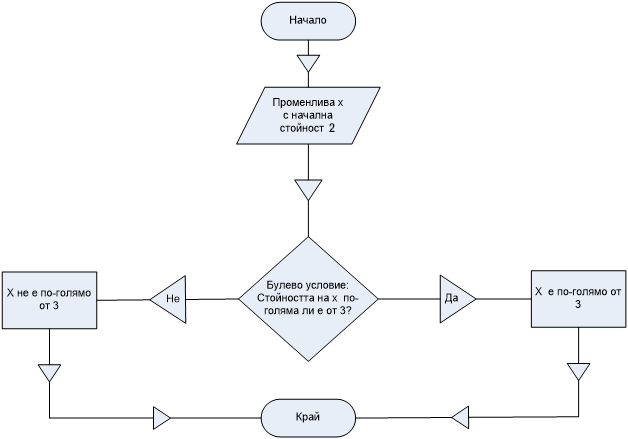 Начало
Променлива х
с начална
стойност 2
Булево условие:
Стойността на х по-
голяма ли е от 3?
Не
Да
Х не е по-голямо
от 3
Х е по-голямо от
3
Край